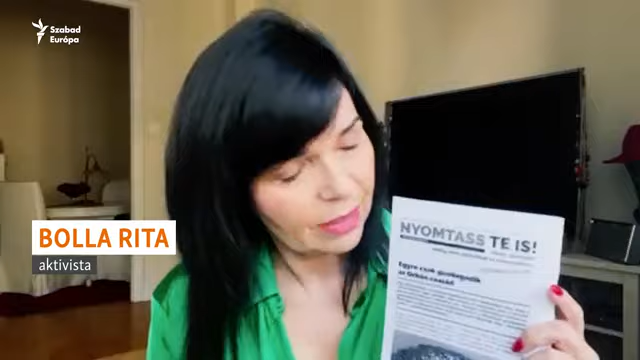 Szabad
Európa
NYOMTASS TE IS!
Egyre csak gazdagodik
az Orbán-család
BOLLA RITA
aktivista